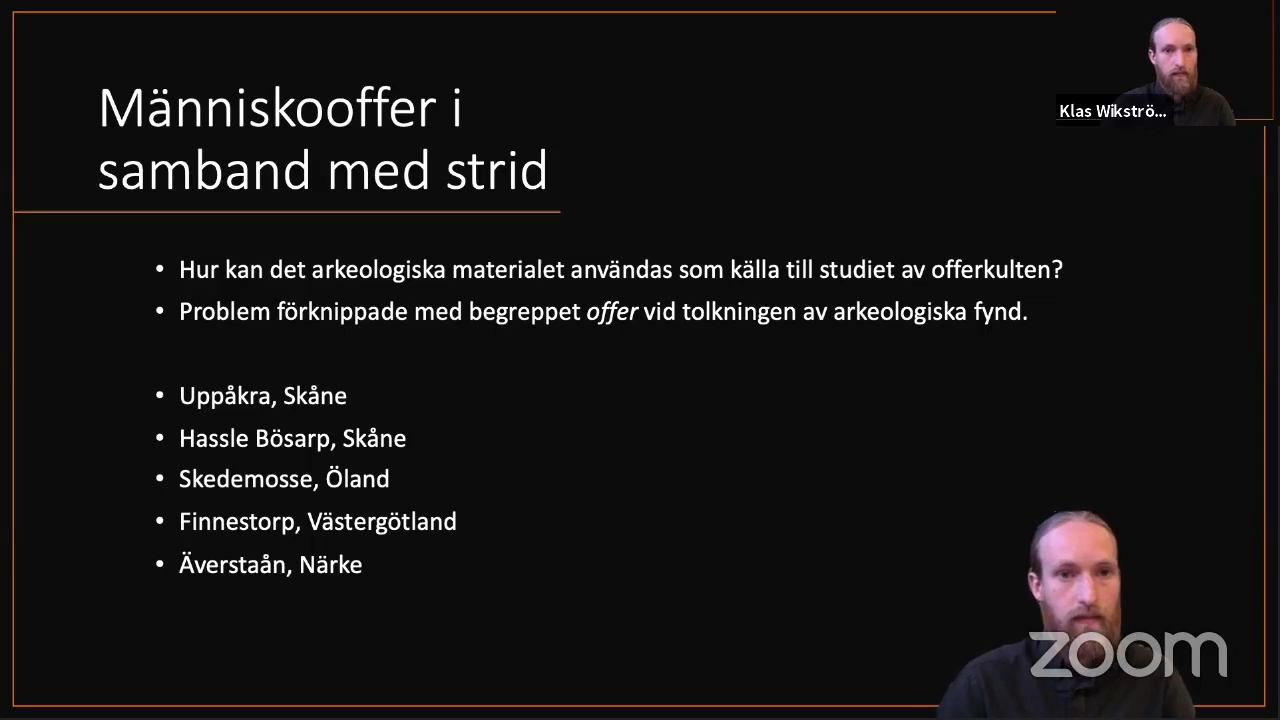 Människooffer i
samband med strid
Klas Wikströ...
• Hur kan det arkeologiska materialet användas som källa till studiet av offerkulten?
• Problem förknippade med begreppet offer vid tolkningen av arkeologiska fynd.
• Uppåkra, Skåne
• Hassle Bösarp, Skåne
• Skedemosse, Öland
• Finnestorp, Västergötland
• Äverstaån, Närke
zoom